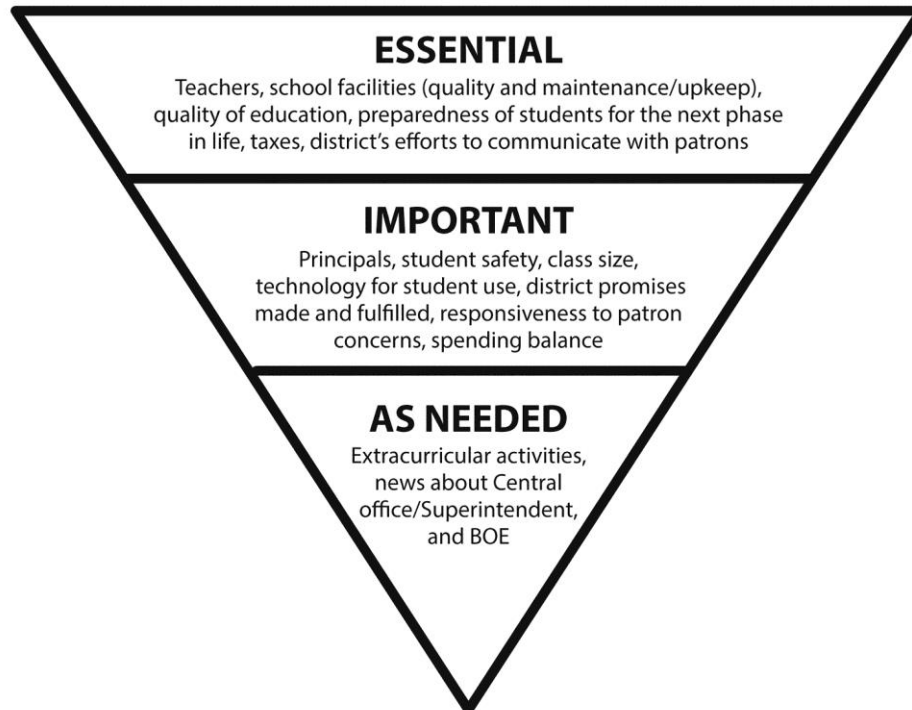 ESSENTIAL
Teachers, school facilities (quality and maintenance/upkeep),
quality of education, preparedness of students for the next phase
in life, taxes, district’s efforts to communicate with patrons
IMPORTANT
Principals, student safety, class size,
technology for student use, district promises
made and fulfilled, responsiveness to patron
concerns, spending balance
AS NEEDED
Extracurricular activities,
news about Central
office/Superintendent,
and BOE